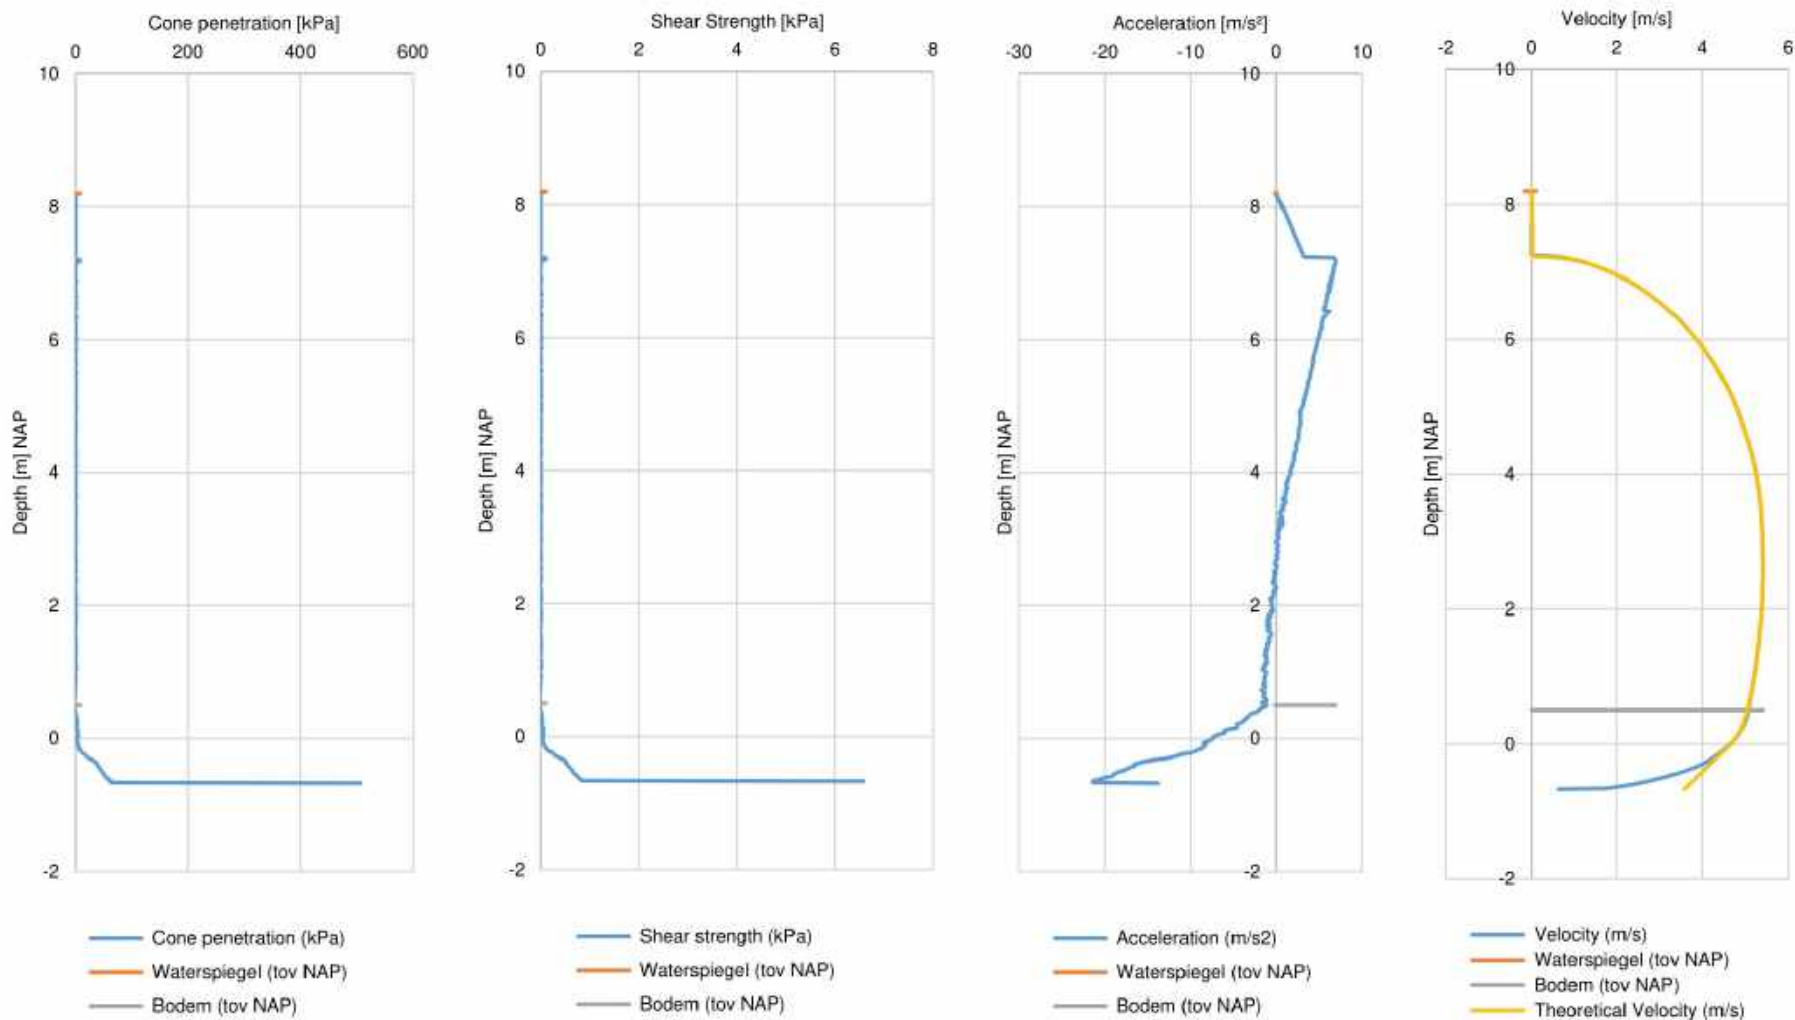 Cone penetration [kPa]
0 200 400 600
10
8
6
4
2
0
-2
Depth [m] NAP
Cone penetration (kPa)
Waterspiegel (tov NAP)
Bodem (tov NAP)
Shear Strength [kPa]
0 2 4 6 8
10
8
6
4
2
0
-2
Depth [m] NAP
Shear strength (kPa)
Waterspiegel (tov NAP)
Bodem (tov NAP)
Acceleration [m/s²]
-30 -20 -10 0 10
10
8
6
4
2
0
-2
Depth [m] NAP
Acceleration (m/s2)
Waterspiegel (tov NAP)
Bodem (tov NAP)
Velocity [m/s]
-2 0 2 4 6
10
8
6
4
2
0
-2
Depth [m] NAP
Velocity (m/s)
Waterspiegel (tov NAP)
Bodem (tov NAP)
Theoretical Velocity (m/s)